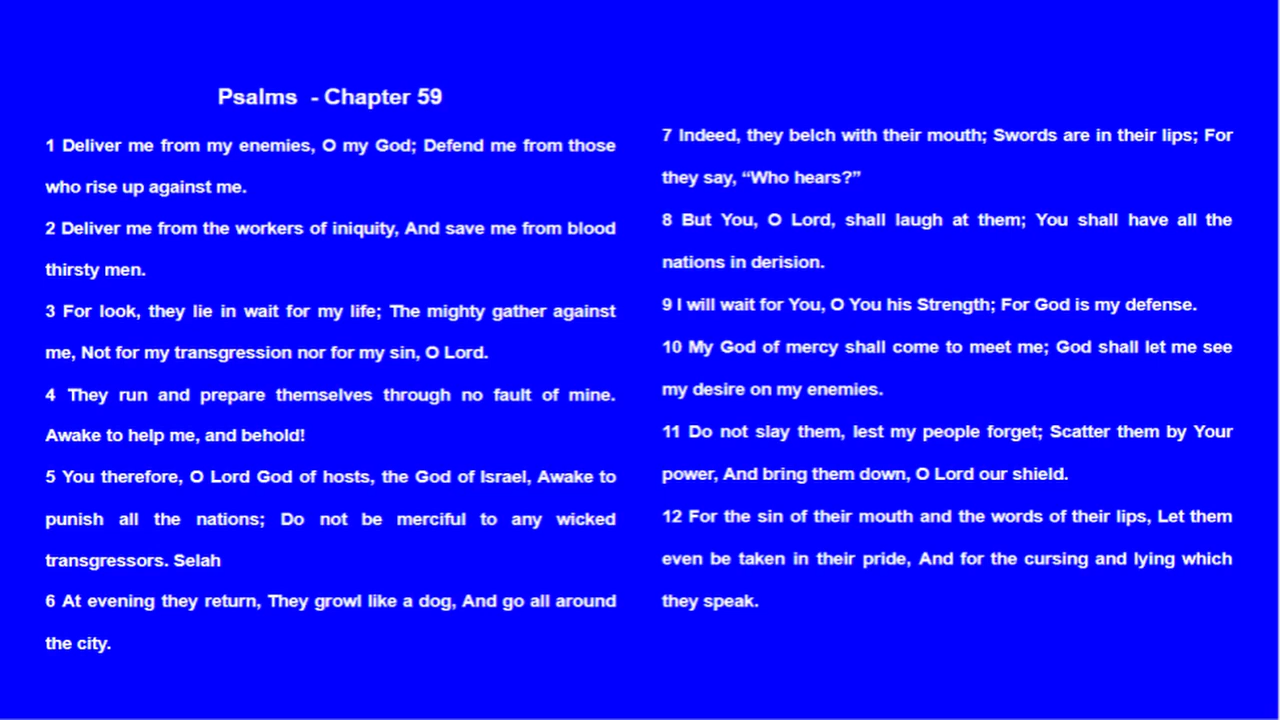 Psalms - Chapter 59
1 Deliver me from my enemies, O my God; Defend me from those
who rise up against me.
2 Deliver me from the workers of iniquity, And save me from blood
thirsty men.
3 For look, they lie in wait for my life; The mighty gather against
me, Not for my transgression nor for my sin, O Lord.
4 They run and prepare themselves through no fault of mine.
Awake to help me, and behold!
5 You therefore, O Lord God of hosts, the God of Israel, Awake to
punish all the nations; Do not be merciful to any wicked
transgressors. Selah
6 At evening they return, They growl like a dog, And go all around
the city.
7 Indeed, they belch with their mouth; Swords are in their lips; For
they say, “Who hears?”
8 But You, O Lord, shall laugh at them; You shall have all the
nations in derision.
9 I will wait for You, O You his Strength; For God is my defense.
10 My God of mercy shall come to meet me; God shall let me see
my desire on my enemies.
11 Do not slay them, lest my people forget; Scatter them by Your
power, And bring them down, O Lord our shield.
12 For the sin of their mouth and the words of their lips, Let them
even be taken in their pride, And for the cursing and lying which
they speak.